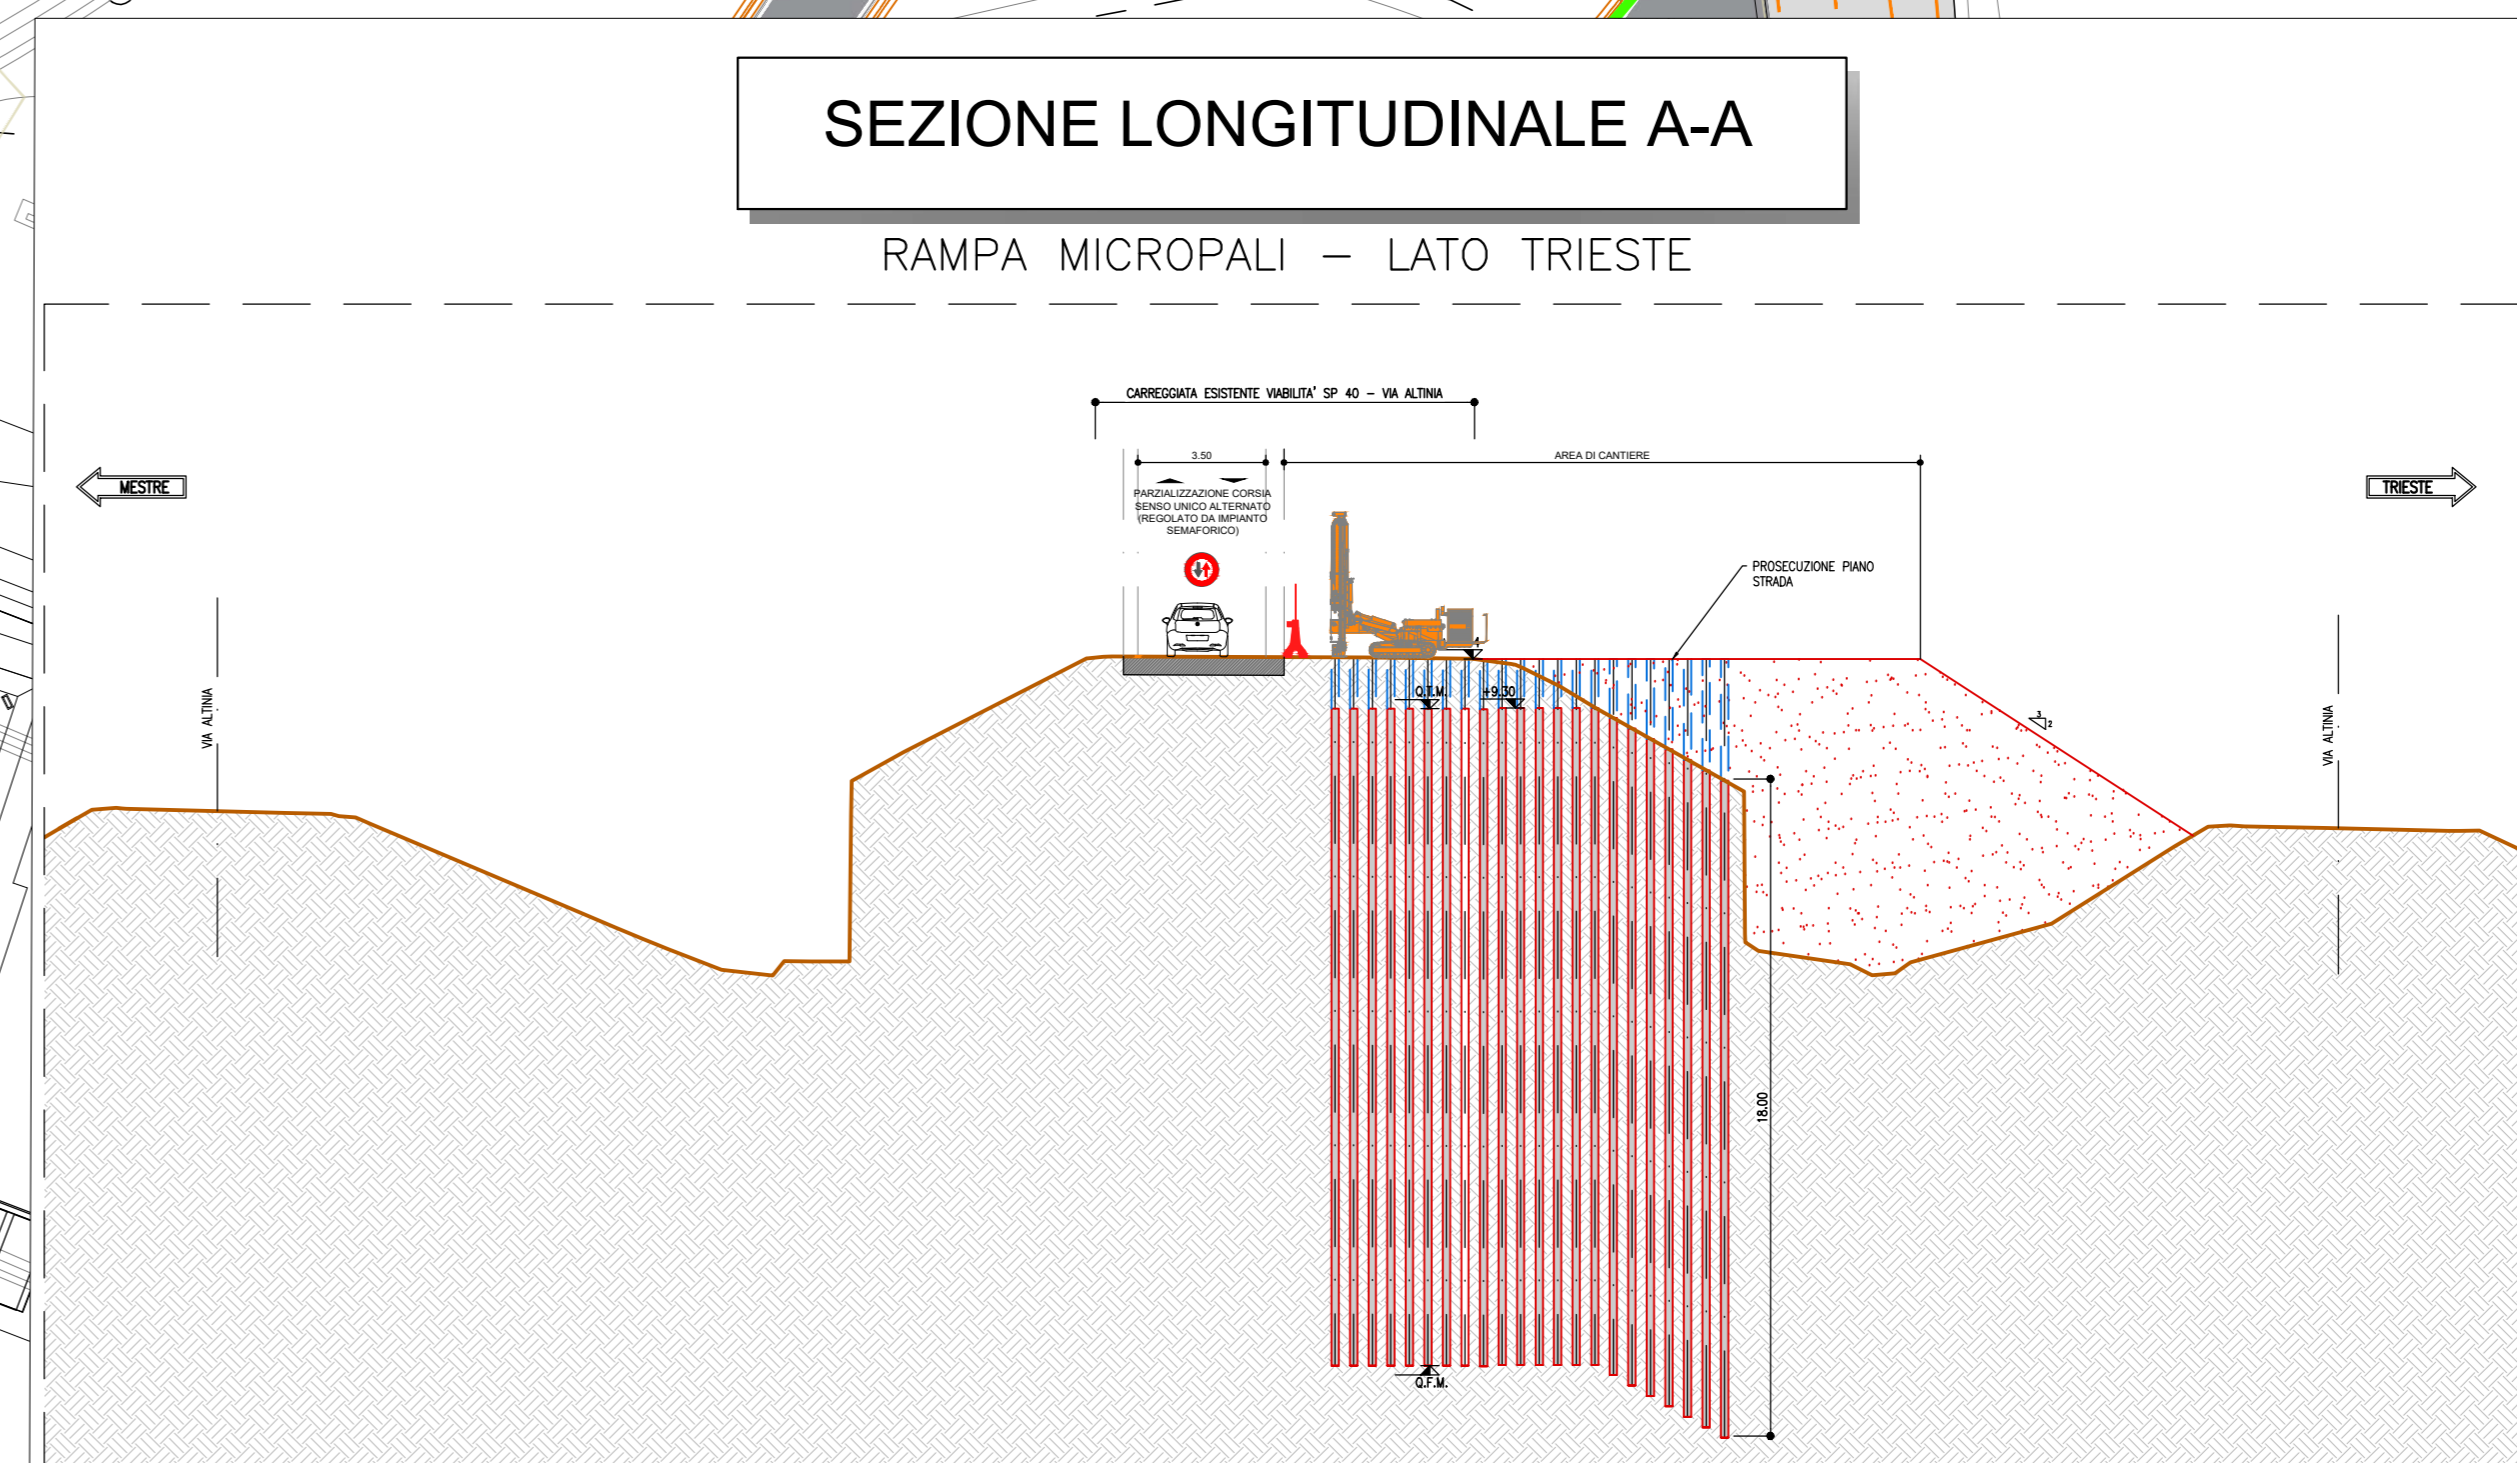 SEZIONE LONGITUDINALE A-A
RAMPA MICROPALI – LATO TRIESTE
CARREGGIATA ESISTENTE VIABILITA' SP 40 – VIA ALTINIA
3.50
AREA DI CANTIERE
MESTRE
TRIESTE
PARZIALIZZAZIONE CORSIA
SENSO UNICO ALTERNATO
(REGOLATO DA IMPIANTO
SEMAFORICO)
PROSECUZIONE PIANO
STRADA
VIA ALTINIA
Q.T.M.
+9.30
3
2
VIA ALTINIA
18.00
Q.F.M.